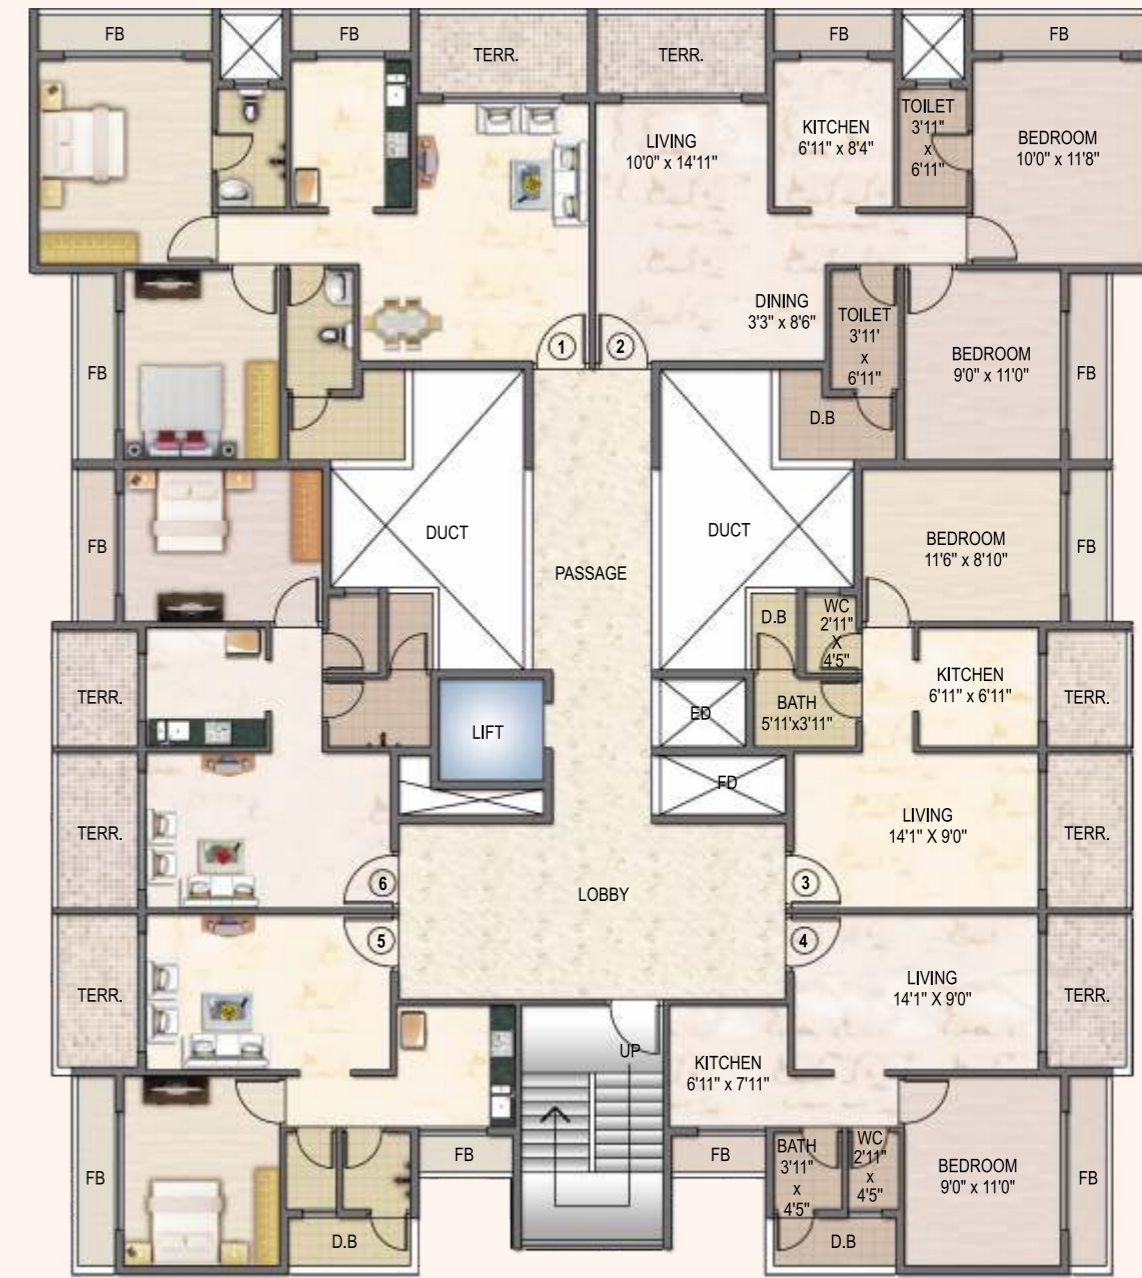 FB
FB
FB
FB
TERR.
TERR.
TOILET
3'11"
x
6'11"
KITCHEN
6'11" x 8'4"
LIVING
10'0" x 14'11"
BEDROOM
10'0" x 11'8"
DINING
3'3" x 8'6"
TOILET
3'11'
x
6'11"
1
2
BEDROOM
9'0" x 11'0"
FB
FB
D.B
DUCT
DUCT
BEDROOM
11'6" x 8'10"
FB
FB
PASSAGE
D.B
WC
2'11"
X
4'5"
KITCHEN
6'11" x 6'11"
TERR.
TERR.
BATH
5'11'x3'11"
ED
LIFT
FD
TERR.
LIVING
14'1" X 9'0"
TERR.
6
3
LOBBY
5
4
TERR.
LIVING
14'1" X 9'0"
TERR.
UP
KITCHEN
6'11" x 7'11"
FB
FB
FB
BATH
3'11"
x
4'5"
WC
2'11"
x
4'5"
BEDROOM
9'0" x 11'0"
FB
D.B
D.B